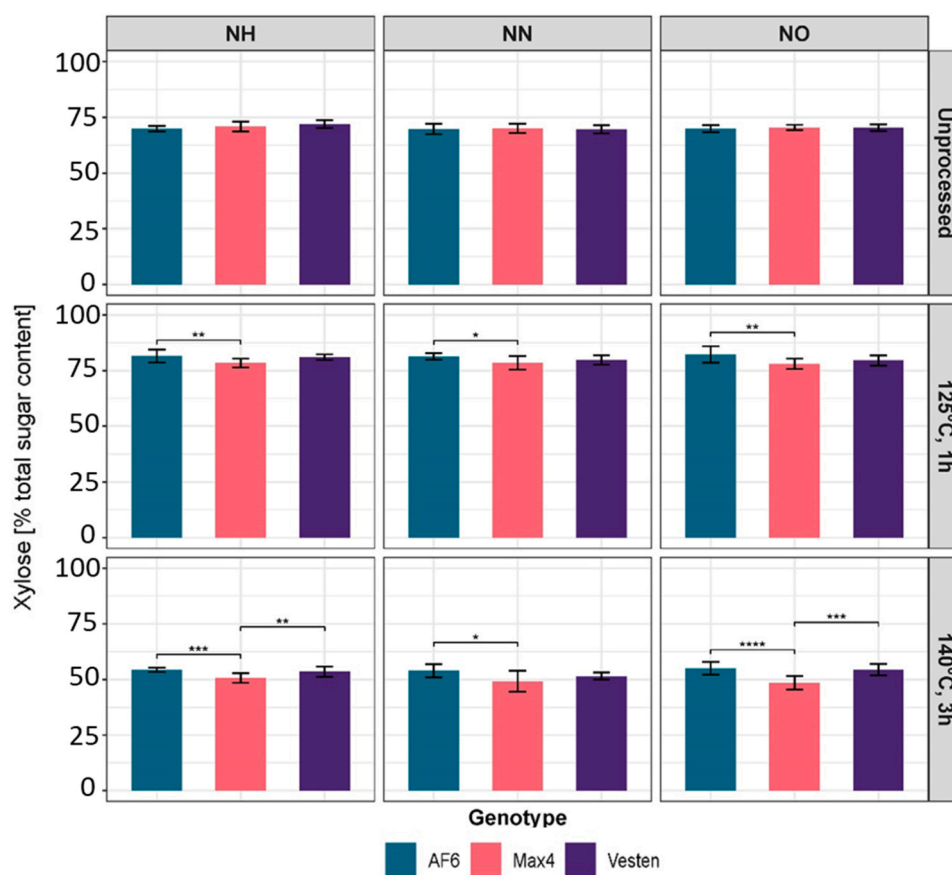 NH NN NO
Xylose [% total sugar content]
100
75
50
25
0
Unprocessed
100
75
50
25
0
** * **
125°C, 1h
100
75
50
25
0
*** ** * **** ***
140°C, 3h
Genotype
AF6 Max4 Vesten